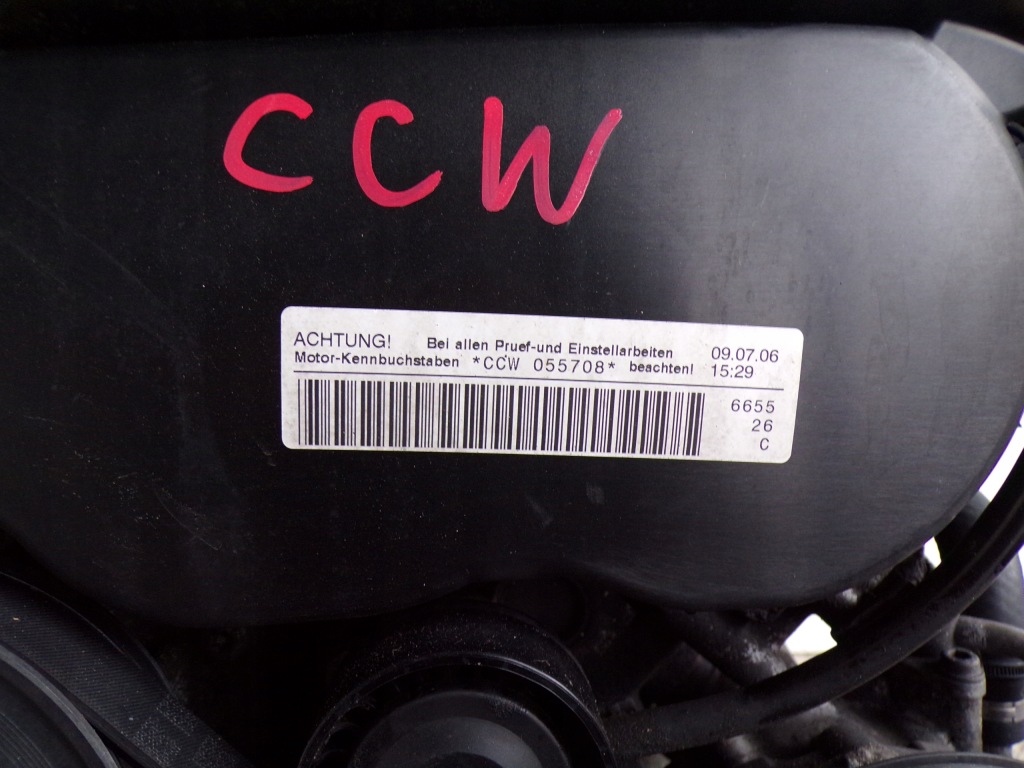 CCW
ACHTUNG! Bei allen Pruef-und Einstellarbeiten 09.07.06
Motor-Kennbuchstaben *CCW 055708* beachten! 15:29
6655
26
C